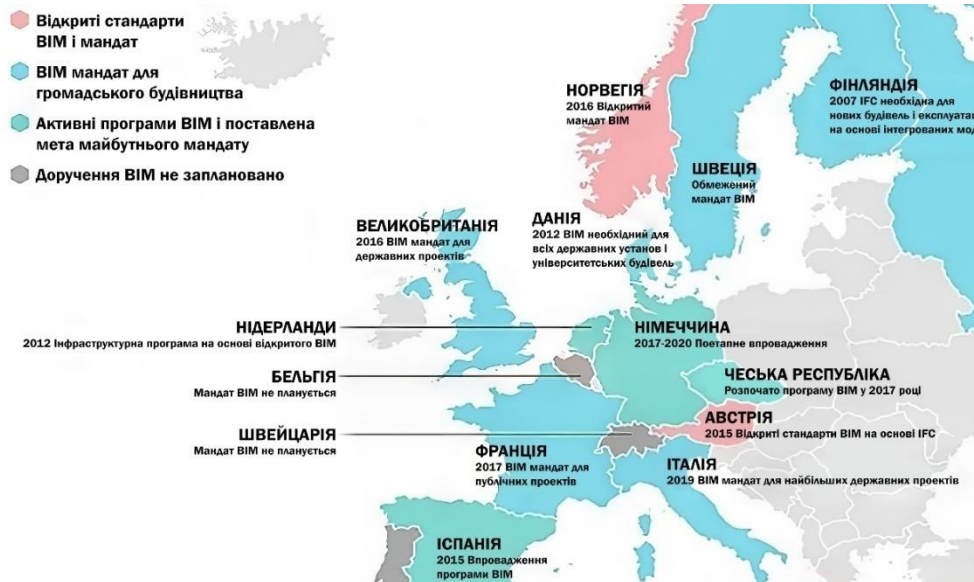 Відкриті стандарти
BIM і мандат
BIM мандат для
громадського будівництва
Активні програми BIM і поставлена
мета майбутнього мандату
Доручення BIM не заплановано
НОРВЕГІЯ
2016 Відкритий
мандат BIM
ФІНЛЯНДІЯ
2007 IFC необхідна для
нових будівель і експлуатац
на основі інтегрованих мод
ШВЕЦІЯ
Обмежений
мандат BIM
ВЕЛИКОБРИТАНІЯ
2016 BIM мандат для
державних проектів
ДАНІЯ
2012 BIM необхідний для
всіх державних установ і
університетських будівель
НІДЕРЛАНДИ
2012 Інфраструктурна програма на основі відкритого BIM
НІМЕЧЧИНА
2017-2020 Поетапне впровадження
БЕЛЬГІЯ
Мандат BIM не планується
ЧЕСЬКА РЕСПУБЛІКА
Розпочато програму BIM у 2017 році
АВСТРІЯ
2015 Відкриті стандарти BIM на основі IFC
ШВЕЙЦАРІЯ
Мандат BIM не планується
ФРАНЦІЯ
2017 BIM мандат для
публічних проектів
ІТАЛІЯ
2019 BIM мандат для найбільших державних проектів
ІСПАНІЯ
2015 Впровадження
програми BIM